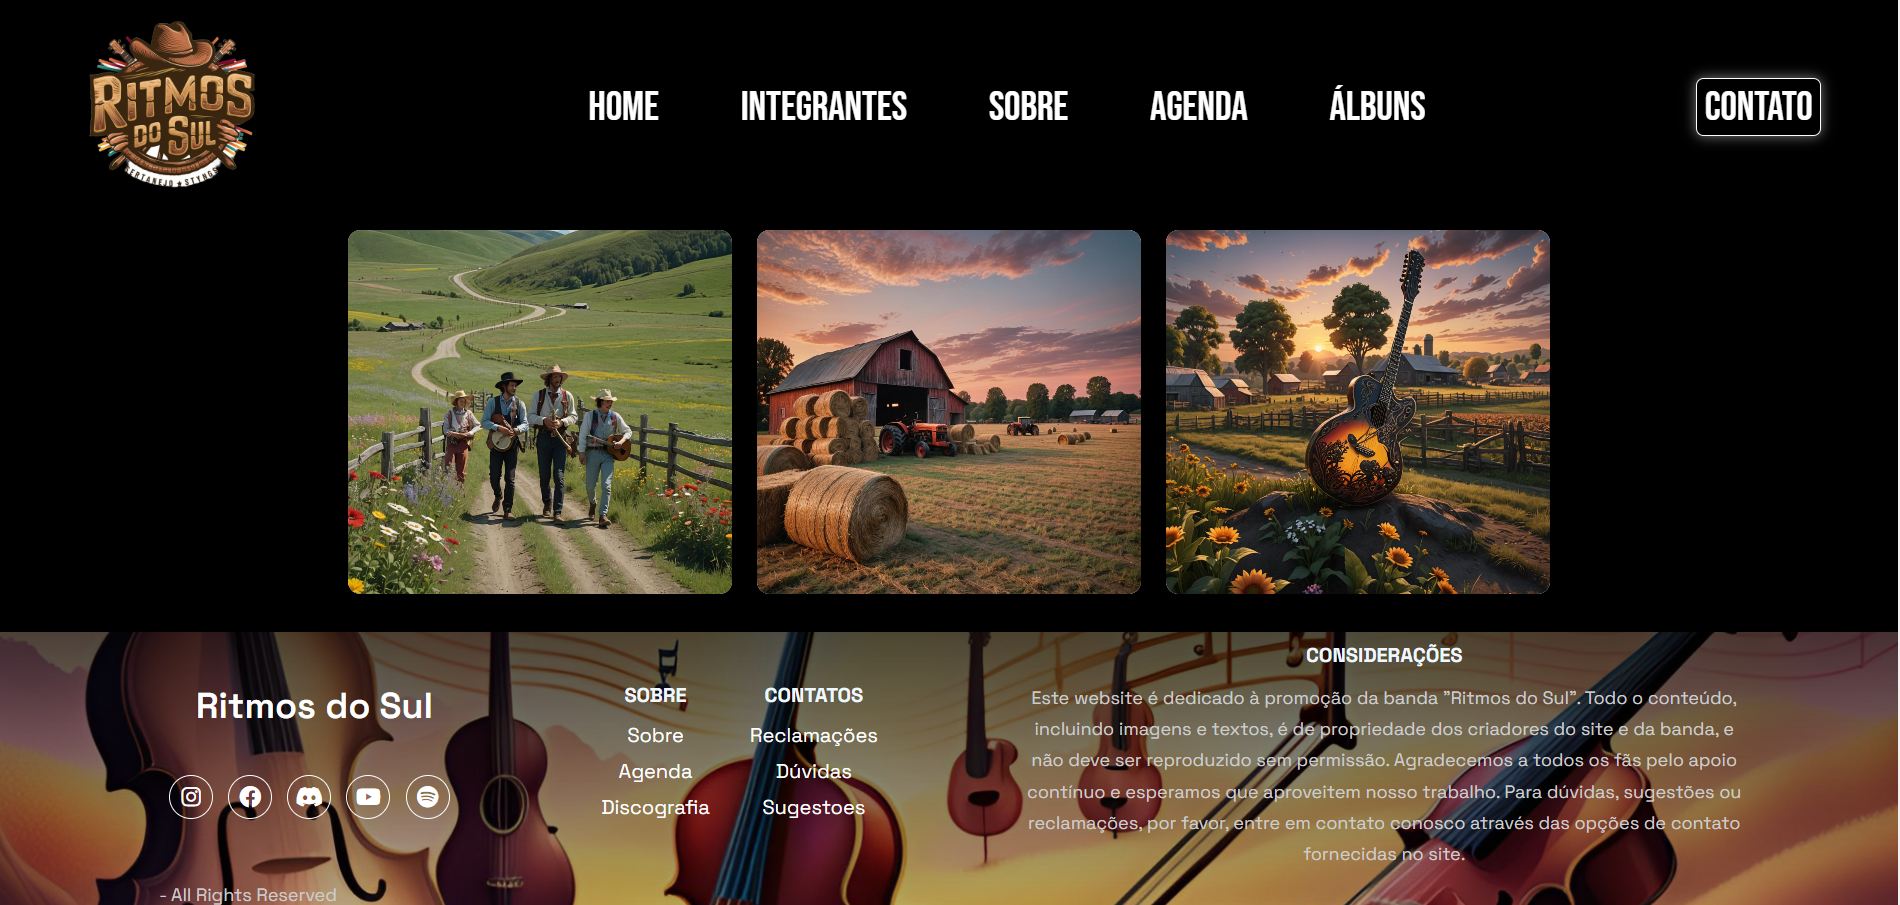 RITMOS
DO SUL
SERTANEJO ★ STYNGS
HOME
INTEGRANTES
SOBRE
AGENDA
ÁLBUNS
CONTATO
Ritmos do Sul
- All Rights Reserved
SOBRE
Sobre
Agenda
Discografia
CONTATOS
Reclamações
Dúvidas
Sugestoes
CONSIDERAÇÕES
Este website é dedicado à promoção da banda "Ritmos do Sul". Todo o conteúdo,
incluindo imagens e textos, é de propriedade dos criadores do site e da banda, e
não deve ser reproduzido sem permissão. Agradecemos a todos os fãs pelo apoio
contínuo e esperamos que aproveitem nosso trabalho. Para dúvidas, sugestões ou
reclamações, por favor, entre em contato conosco através das opções de contato
fornecidas no site.